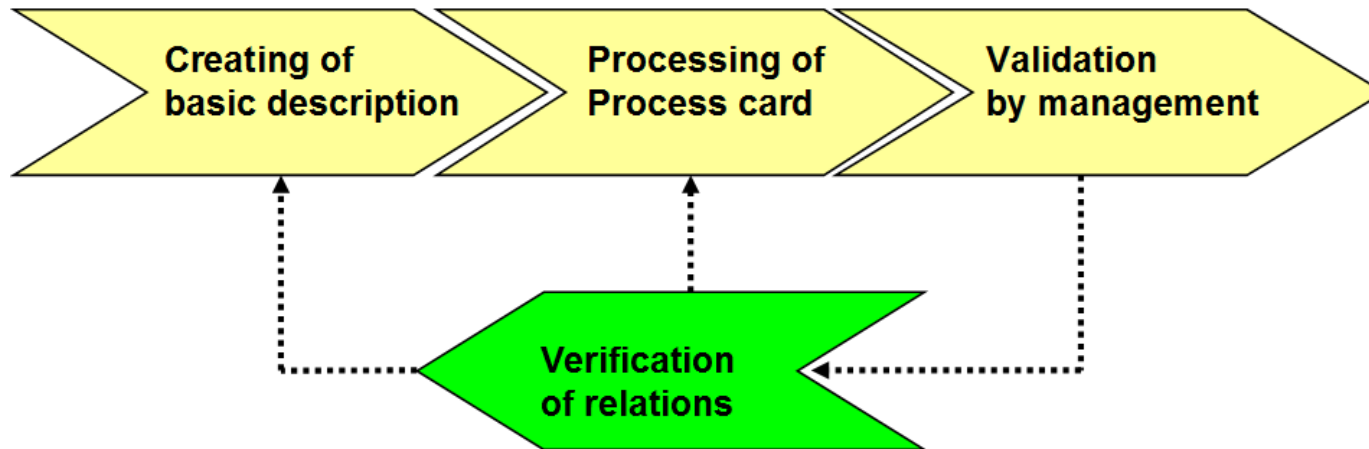 Creating of
basic description
Processing of
Process card
Validation
by management
Verification
of relations